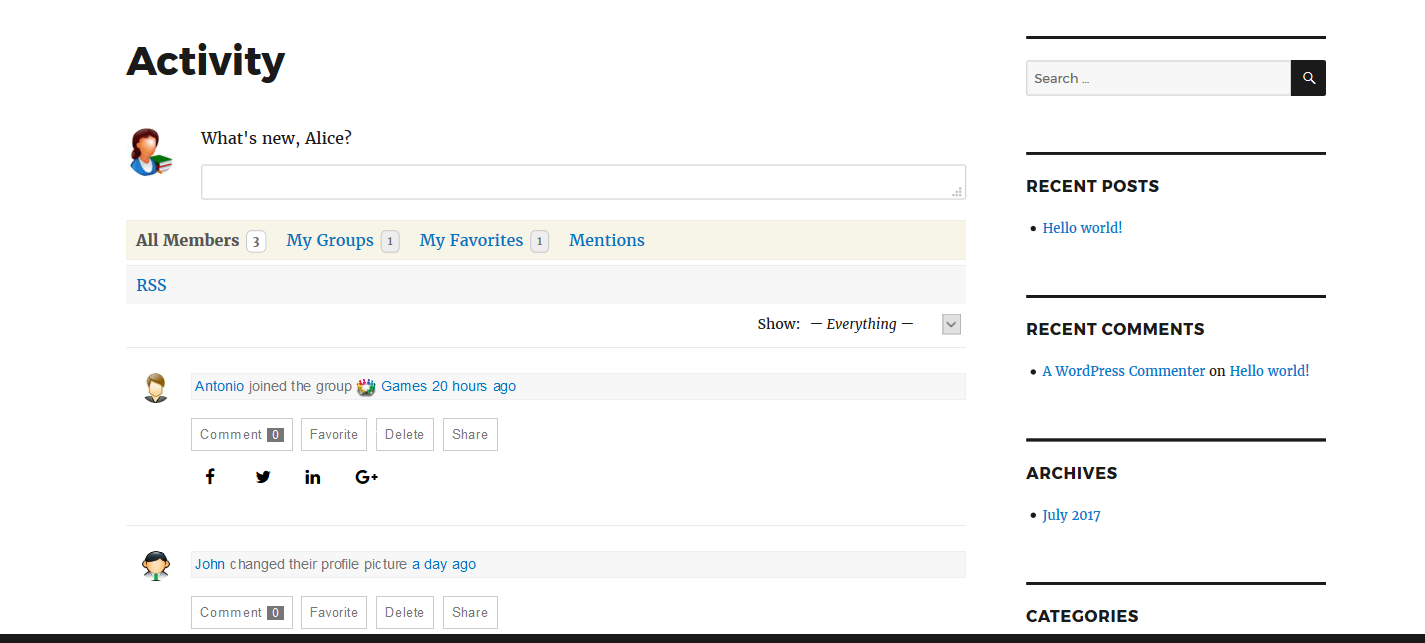 Activity
What's new, Alice?
All Members 3 My Groups 1 My Favorites 1 Mentions
RSS
Show: — Everything —
Antonio joined the group Games 20 hours ago
Comment 0 Favorite Delete Share
f in G+
John changed their profile picture a day ago
Comment 0 Favorite Delete Share
Search ...
RECENT POSTS
Hello world!
RECENT COMMENTS
A WordPress Commenter on Hello world!
ARCHIVES
July 2017
CATEGORIES